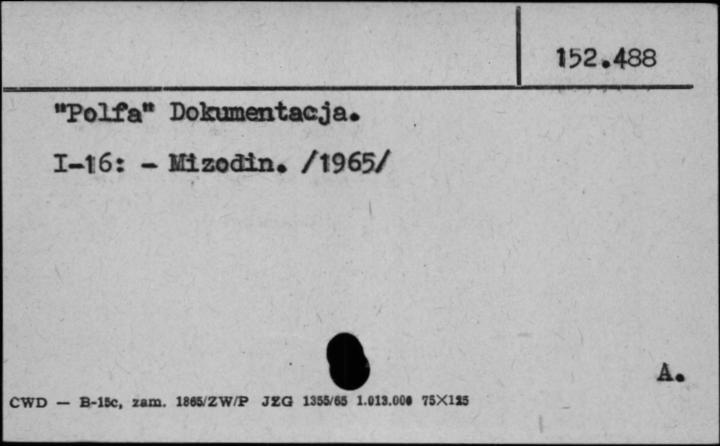 152.488
"Polfa" Dokumentacja.
I-16: - Mizodin. /1965/
A.
CWD — B-15c, zam. 1865/ZW/P JZG 1355/65 1.013.000 75X125